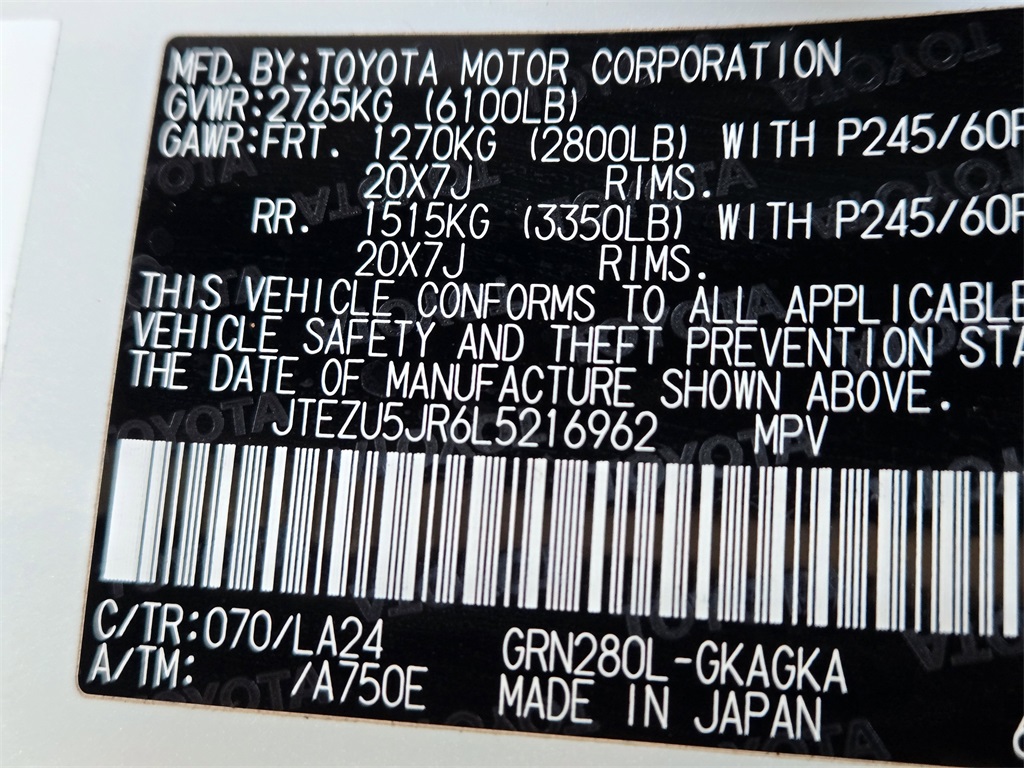 MFD.BY:TOYOTA MOTOR CORPORATION
GVWR:2765KG (6100LB)
GAWR:FRT. 1270KG (2800LB) WITH P245/60R
20X7J RIMS.
RR. 1515KG (3350LB) WITH P245/60R
20X7J RIMS.
THIS VEHICLE CONFORMS TO ALL APPLICABLE
VEHICLE SAFETY AND THEFT PREVENTION STA
THE DATE OF MANUFACTURE SHOWN ABOVE.
JTEZU5JR6L5216962 MPV
C/TR:070/LA24 GRN280L-GKAGKA
A/TM: /A750E MADE IN JAPAN